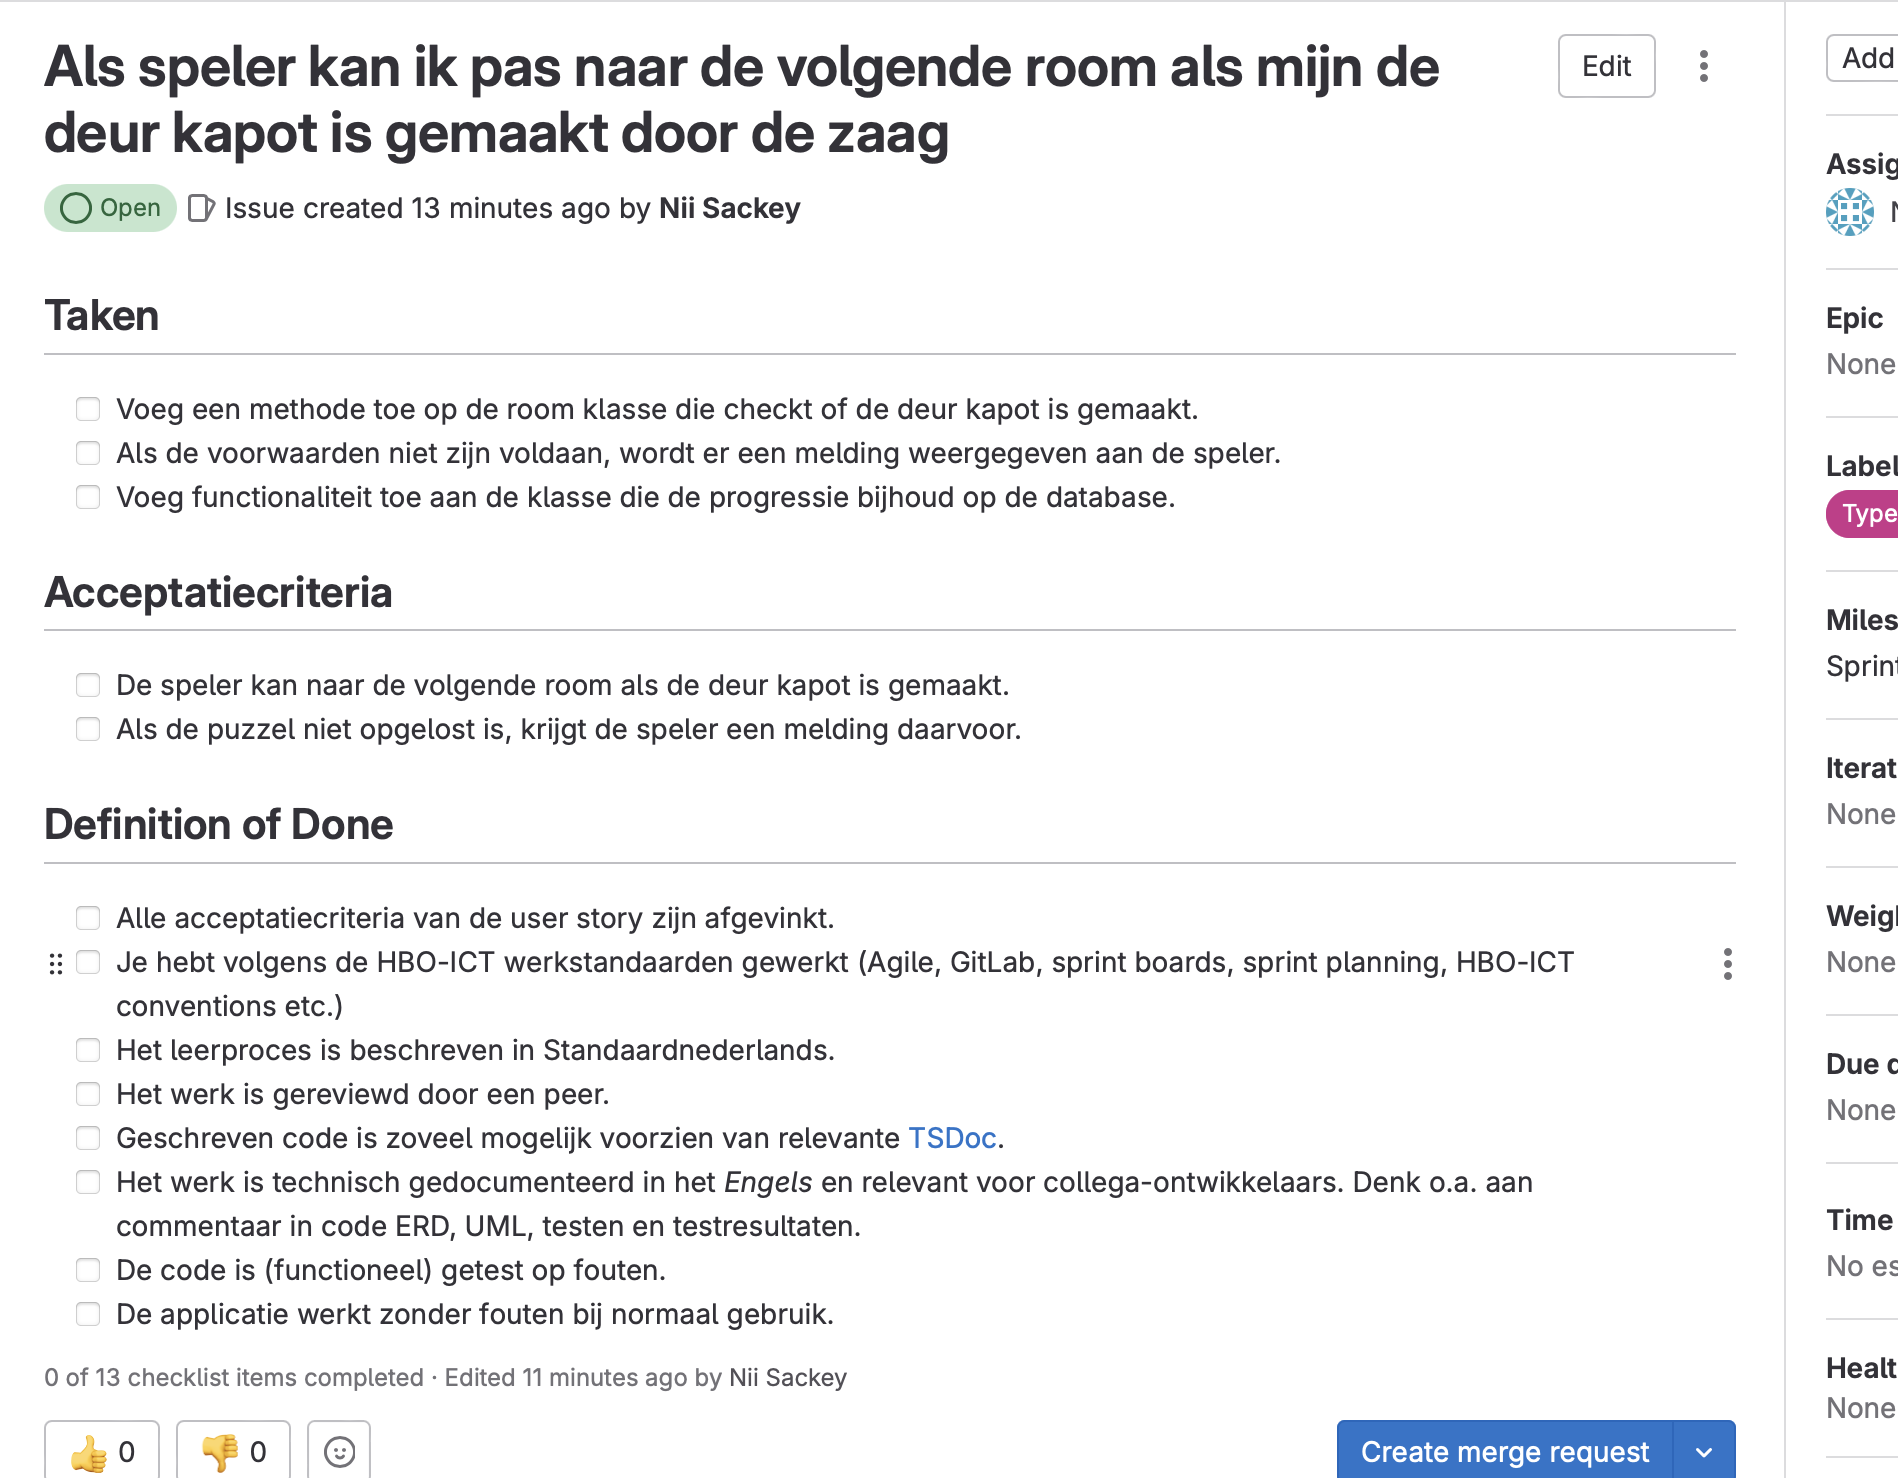 Als speler kan ik pas naar de volgende room als mijn de
deur kapot is gemaakt door de zaag
Edit
Open
Issue created 13 minutes ago by Nii Sackey
Taken
Voeg een methode toe op de room klasse die checkt of de deur kapot is gemaakt.
Als de voorwaarden niet zijn voldaan, wordt er een melding weergegeven aan de speler.
Voeg functionaliteit toe aan de klasse die de progressie bijhoud op de database.
Acceptatiecriteria
De speler kan naar de volgende room als de deur kapot is gemaakt.
Als de puzzel niet opgelost is, krijgt de speler een melding daarvoor.
Definition of Done
Alle acceptatiecriteria van de user story zijn afgevinkt.
Je hebt volgens de HBO-ICT werkstandaarden gewerkt (Agile, GitLab, sprint boards, sprint planning, HBO-ICT
conventions etc.)
Het leerproces is beschreven in Standaardnederlands.
Het werk is gereviewd door een peer.
Geschreven code is zoveel mogelijk voorzien van relevante TSDoc.
Het werk is technisch gedocumenteerd in het Engels en relevant voor collega-ontwikkelaars. Denk o.a. aan
commentaar in code ERD, UML, testen en testresultaten.
De code is (functioneel) getest op fouten.
De applicatie werkt zonder fouten bij normaal gebruik.
0 of 13 checklist items completed · Edited 11 minutes ago by Nii Sackey
0
0
Create merge request
Add
Assig
Epic
None
Label
Type
Miles
Sprint
Iterat
None
Weigh
None
Due d
None
Time
No es
Healt
None